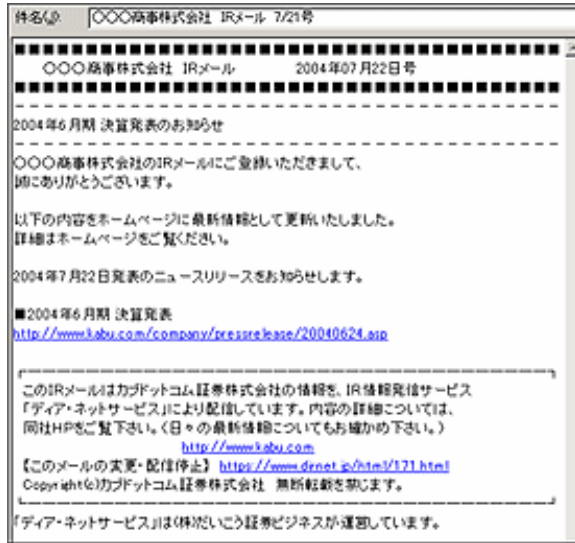 件名(J): 〇〇〇商事株式会社 IRメール 7/21号
■■■■■■■■■■■■■■■■■■■■■■■■■■■■■■■■■■■
〇〇〇商事株式会社 IRメール 2004年07月22日号
■■■■■■■■■■■■■■■■■■■■■■■■■■■■■■■■■■■
2004年6月期 決算発表のお知らせ
〇〇〇商事株式会社のIRメールにご登録いただきまして、
誠にありがとうございます。
以下の内容をホームページに最新情報として更新いたしました。
詳細はホームページをご覧ください。
2004年7月22日発表のニュースリリースをお知らせします。
■2004年6月期 決算発表
http://www.kabu.com/company/pressrelease/20040624.asp
このIRメールはカブドットコム証券株式会社の情報を、IR情報発信サービス
「ディア・ネットサービス」により配信しています。内容の詳細については、
同社HPをご覧下さい。(日々の最新情報についてもお確かめ下さい。)
http://www.kabu.com
【このメールの変更・配信停止】 https://www.dirnet.jp/html/171.html
Copyright(c)カブドットコム証券株式会社 無断転載を禁じます。
「ディア・ネットサービス」は(株)だいこう証券ビジネスが運営しています。